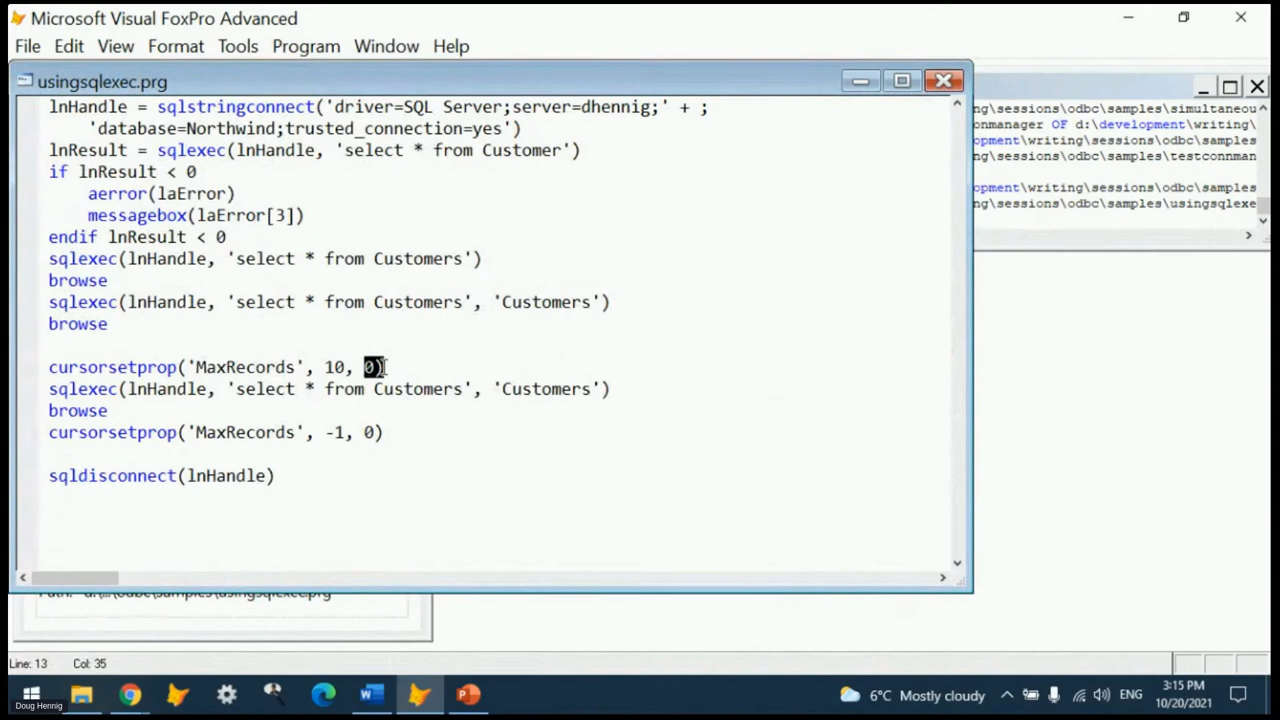 Microsoft Visual FoxPro Advanced
File Edit View Format Tools Program Window Help
usingsqlexec.prg
lnHandle = sqlstringconnect('driver=SQL Server;server=dhennig;' + ;
'database=Northwind;trusted_connection=yes')
lnResult = sqlexec(lnHandle, 'select * from Customer')
if lnResult < 0
aerror(laError)
messagebox(laError[3])
endif lnResult < 0
sqlexec(lnHandle, 'select * from Customers')
browse
sqlexec(lnHandle, 'select * from Customers', 'Customers')
browse
cursorsetprop('MaxRecords', 10, 0)
sqlexec(lnHandle, 'select * from Customers', 'Customers')
browse
cursorsetprop('MaxRecords', -1, 0)
sqldisconnect(lnHandle)
ng\sessions\odbc\samples\simultaneou
onmanager OF d:\development\writing\
opment\writing\sessions\odbc\samples
ng\sessions\odbc\samples\testconnman
opment\writing\sessions\odbc\samples
ng\sessions\odbc\samples\usingsqlexe
Path: d:\...\odbc\samples\usingsqlexec.prg
Line: 13 Col: 35
Doug Hennig
6°C Mostly cloudy
ENG
3:15 PM
10/20/2021